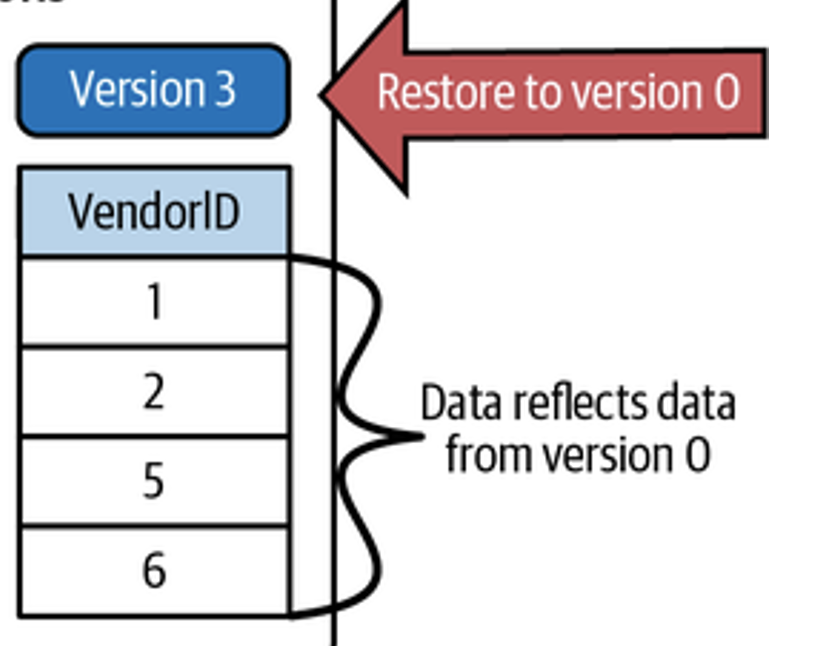 Version 3
Restore to version 0
VendorID
1
2
5
6
Data reflects data
from version 0